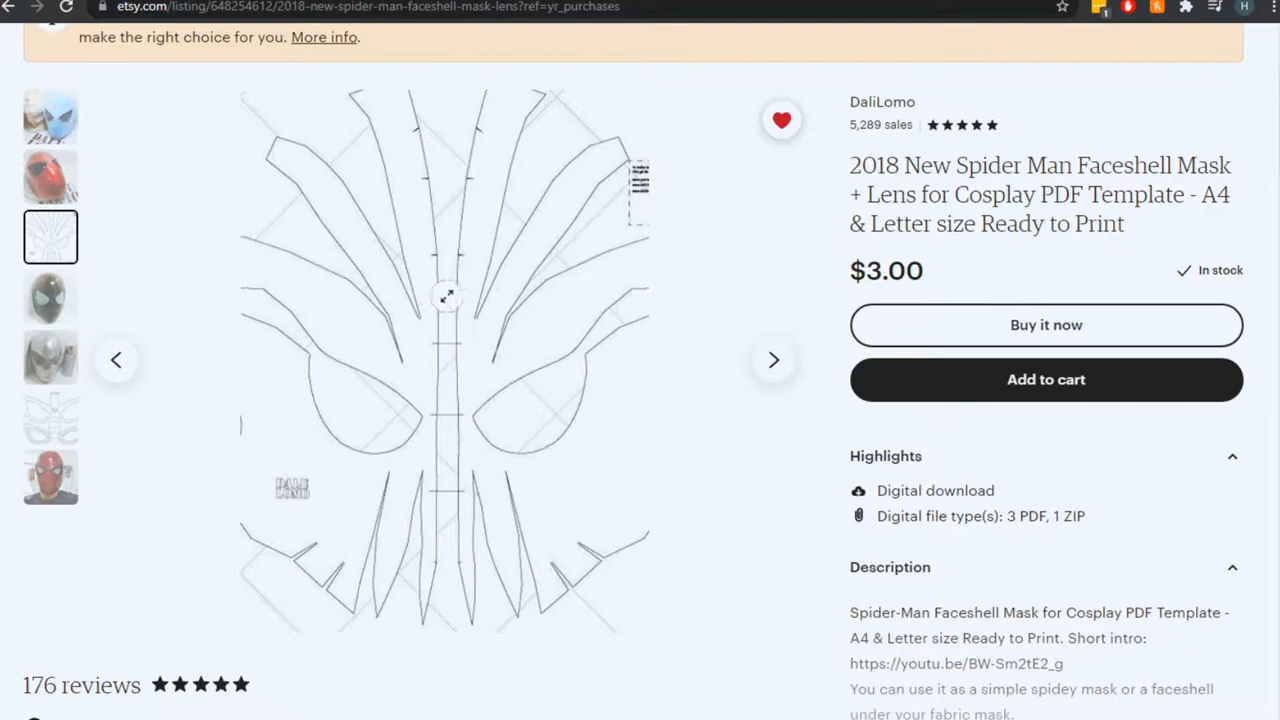 etsy.com/listing/648254612/2018-new-spider-man-faceshell-mask-lens?ref=yr_purchases
H
make the right choice for you. More info.
DaliLomo
5,289 sales
2018 New Spider Man Faceshell Mask
+ Lens for Cosplay PDF Template - A4
& Letter size Ready to Print
$3.00
In stock
Buy it now
Add to cart
Highlights
Digital download
Digital file type(s): 3 PDF, 1 ZIP
Description
Spider-Man Faceshell Mask for Cosplay PDF Template -
A4 & Letter size Ready to Print. Short intro:
https://youtu.be/BW-Sm2tE2_g
You can use it as a simple spidey mask or a faceshell
under your fabric mask.
DALI
LOMO
176 reviews